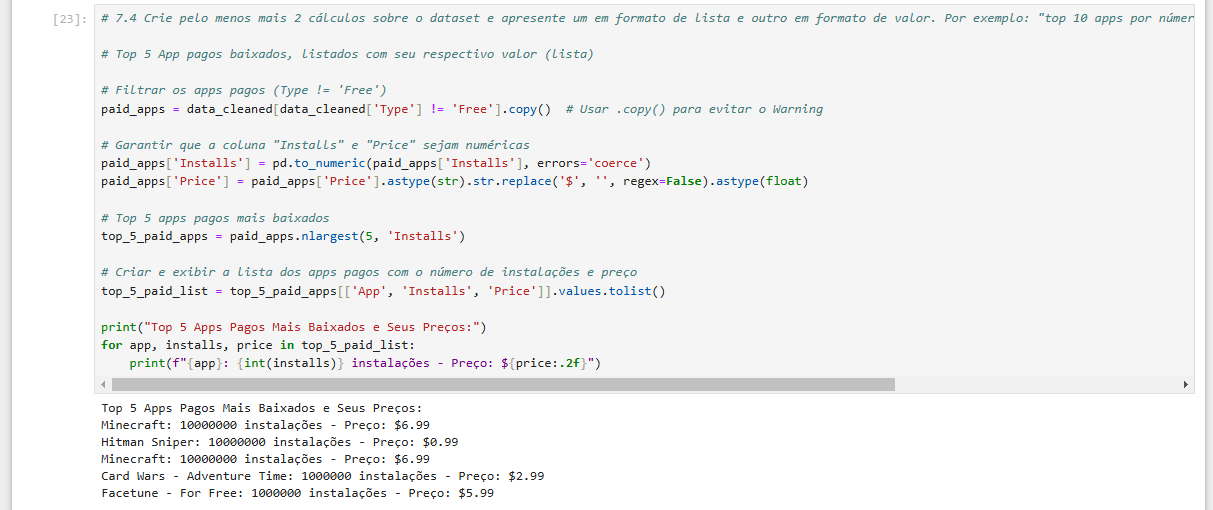 [23]: # 7.4 Crie pelo menos mais 2 cálculos sobre o dataset e apresente um em formato de lista e outro em formato de valor. Por exemplo: "top 10 apps por númer
# Top 5 App pagos baixados, listados com seu respectivo valor (lista)
# Filtrar os apps pagos (Type != 'Free')
paid_apps = data_cleaned[data_cleaned['Type'] != 'Free'].copy()  # Usar .copy() para evitar o Warning
# Garantir que a coluna "Installs" e "Price" sejam numéricas
paid_apps['Installs'] = pd.to_numeric(paid_apps['Installs'], errors='coerce')
paid_apps['Price'] = paid_apps['Price'].astype(str).str.replace('$', '', regex=False).astype(float)
# Top 5 apps pagos mais baixados
top_5_paid_apps = paid_apps.nlargest(5, 'Installs')
# Criar e exibir a lista dos apps pagos com o número de instalações e preço
top_5_paid_list = top_5_paid_apps[['App', 'Installs', 'Price']].values.tolist()
print("Top 5 Apps Pagos Mais Baixados e Seus Preços:")
for app, installs, price in top_5_paid_list:
    print(f"{app}: {int(installs)} instalações - Preço: ${price:.2f}")
Top 5 Apps Pagos Mais Baixados e Seus Preços:
Minecraft: 10000000 instalações - Preço: $6.99
Hitman Sniper: 10000000 instalações - Preço: $0.99
Minecraft: 10000000 instalações - Preço: $6.99
Card Wars - Adventure Time: 1000000 instalações - Preço: $2.99
Facetune - For Free: 1000000 instalações - Preço: $5.99